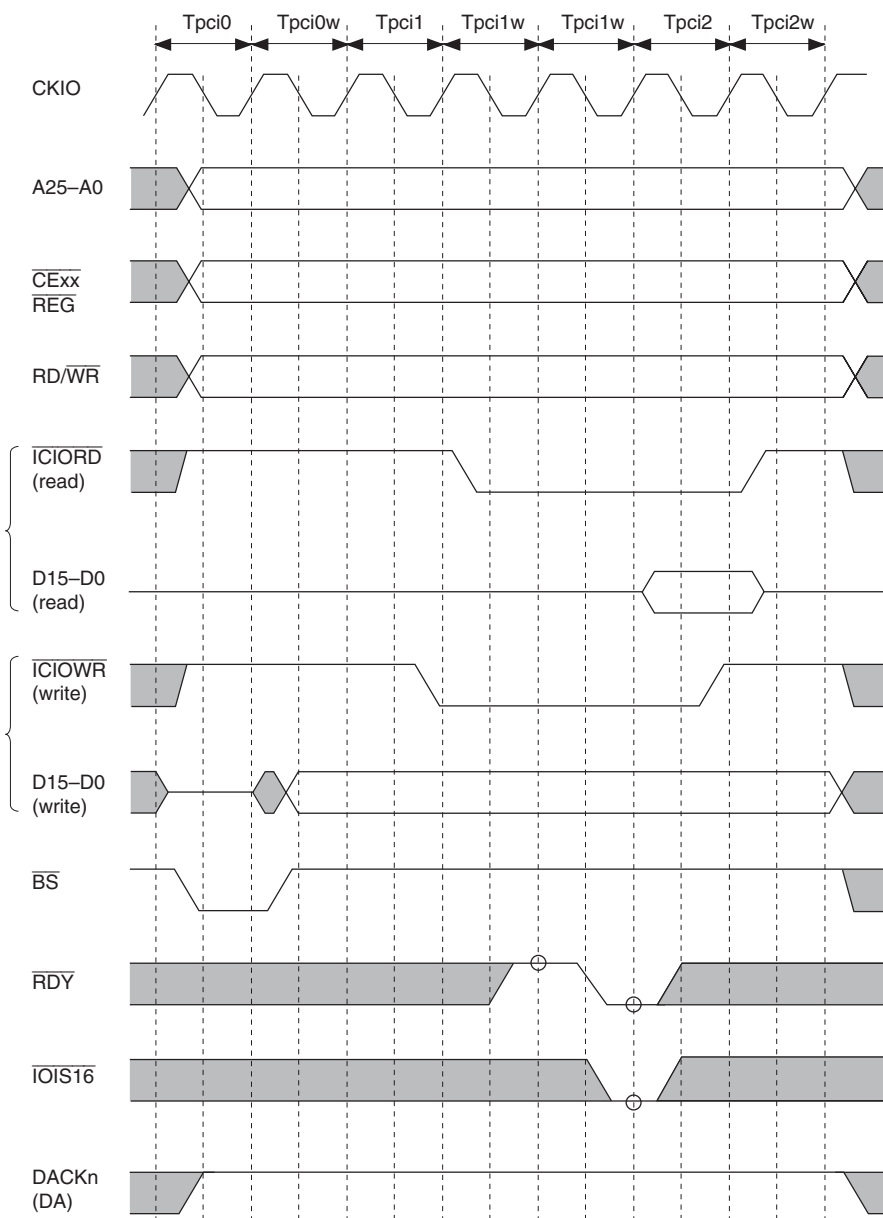 Tpci0 Tpci0w Tpci1 Tpci1w Tpci1w Tpci2 Tpci2w
CKIO
A25–A0
CExx
REG
RD/WR
ICIORD
(read)
D15–D0
(read)
ICIOWR
(write)
D15–D0
(write)
BS
RDY
IOIS16
DACKn
(DA)